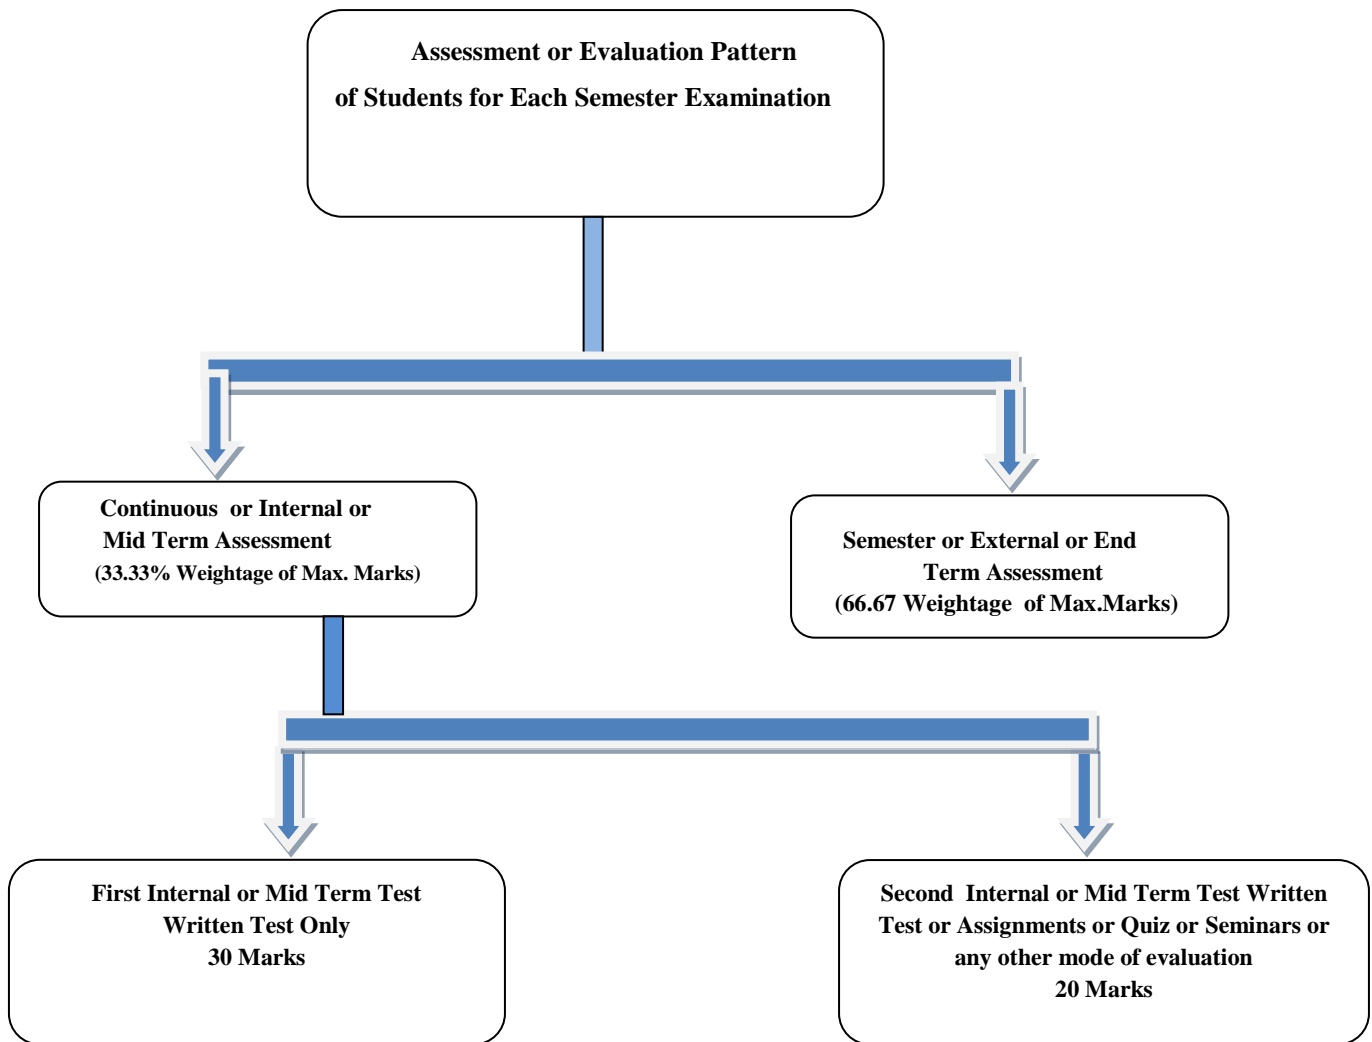 Assessment or Evaluation Pattern
of Students for Each Semester Examination
Continuous or Internal or
Mid Term Assessment
(33.33% Weightage of Max. Marks)
Semester or External or End
Term Assessment
(66.67 Weightage of Max.Marks)
First Internal or Mid Term Test
Written Test Only
30 Marks
Second Internal or Mid Term Test Written
Test or Assignments or Quiz or Seminars or
any other mode of evaluation
20 Marks